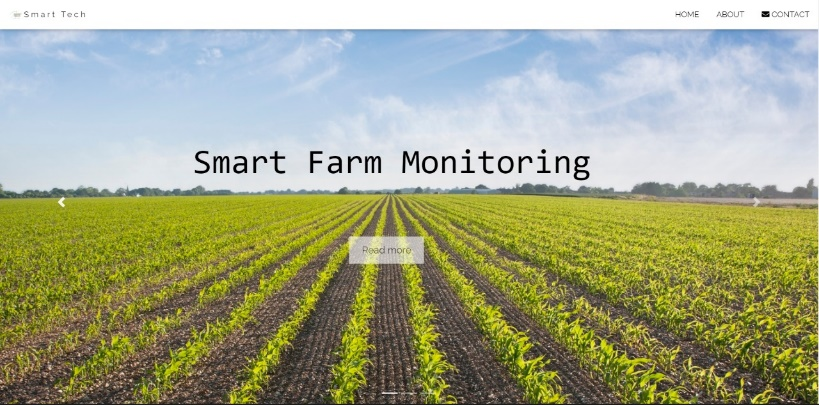 Smart Tech
HOME ABOUT CONTACT
Smart Farm Monitoring
Read more